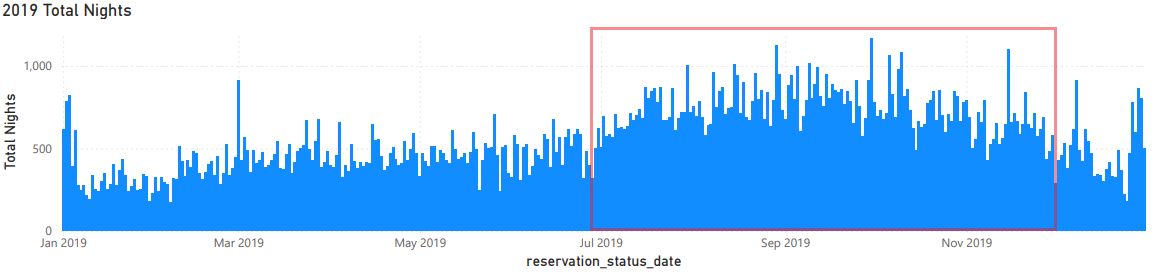 2019 Total Nights
Total Nights
1,000
500
0
Jan 2019 Mar 2019 May 2019 Jul 2019 Sep 2019 Nov 2019
reservation_status_date